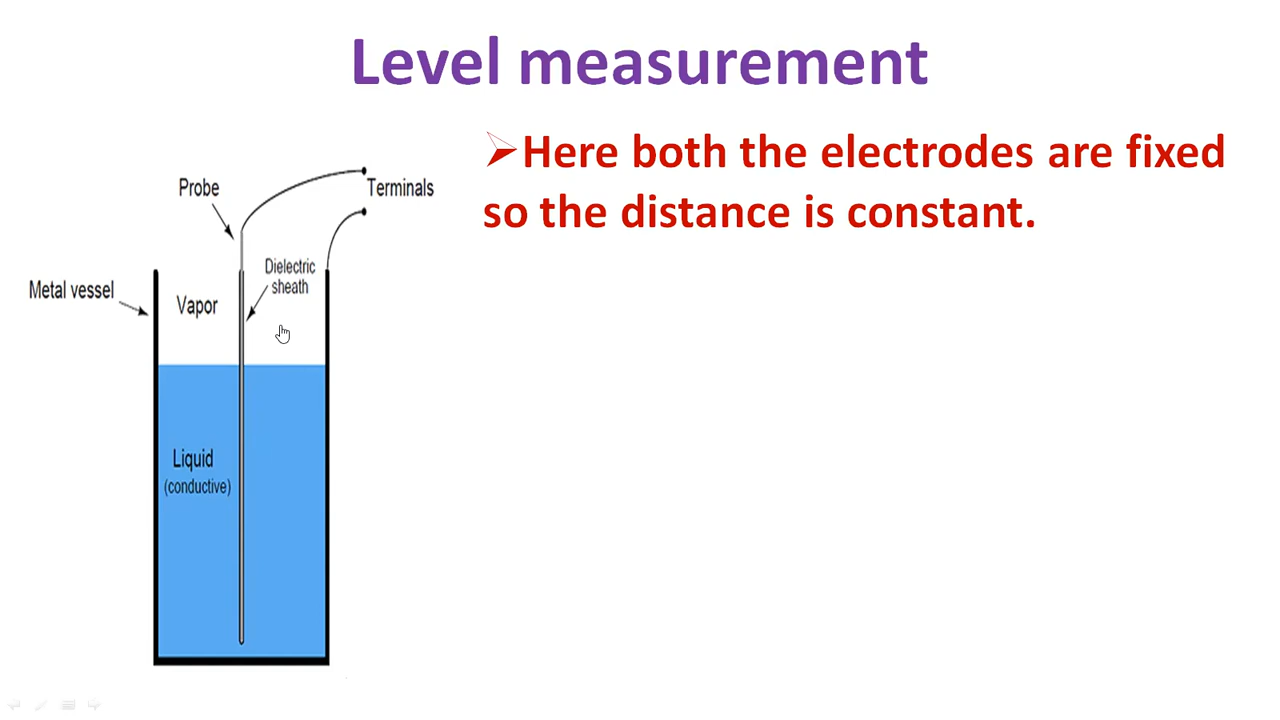 Level measurement
➢Here both the electrodes are fixed
so the distance is constant.
Probe
Terminals
Dielectric
sheath
Metal vessel
Vapor
Liquid
(conductive)